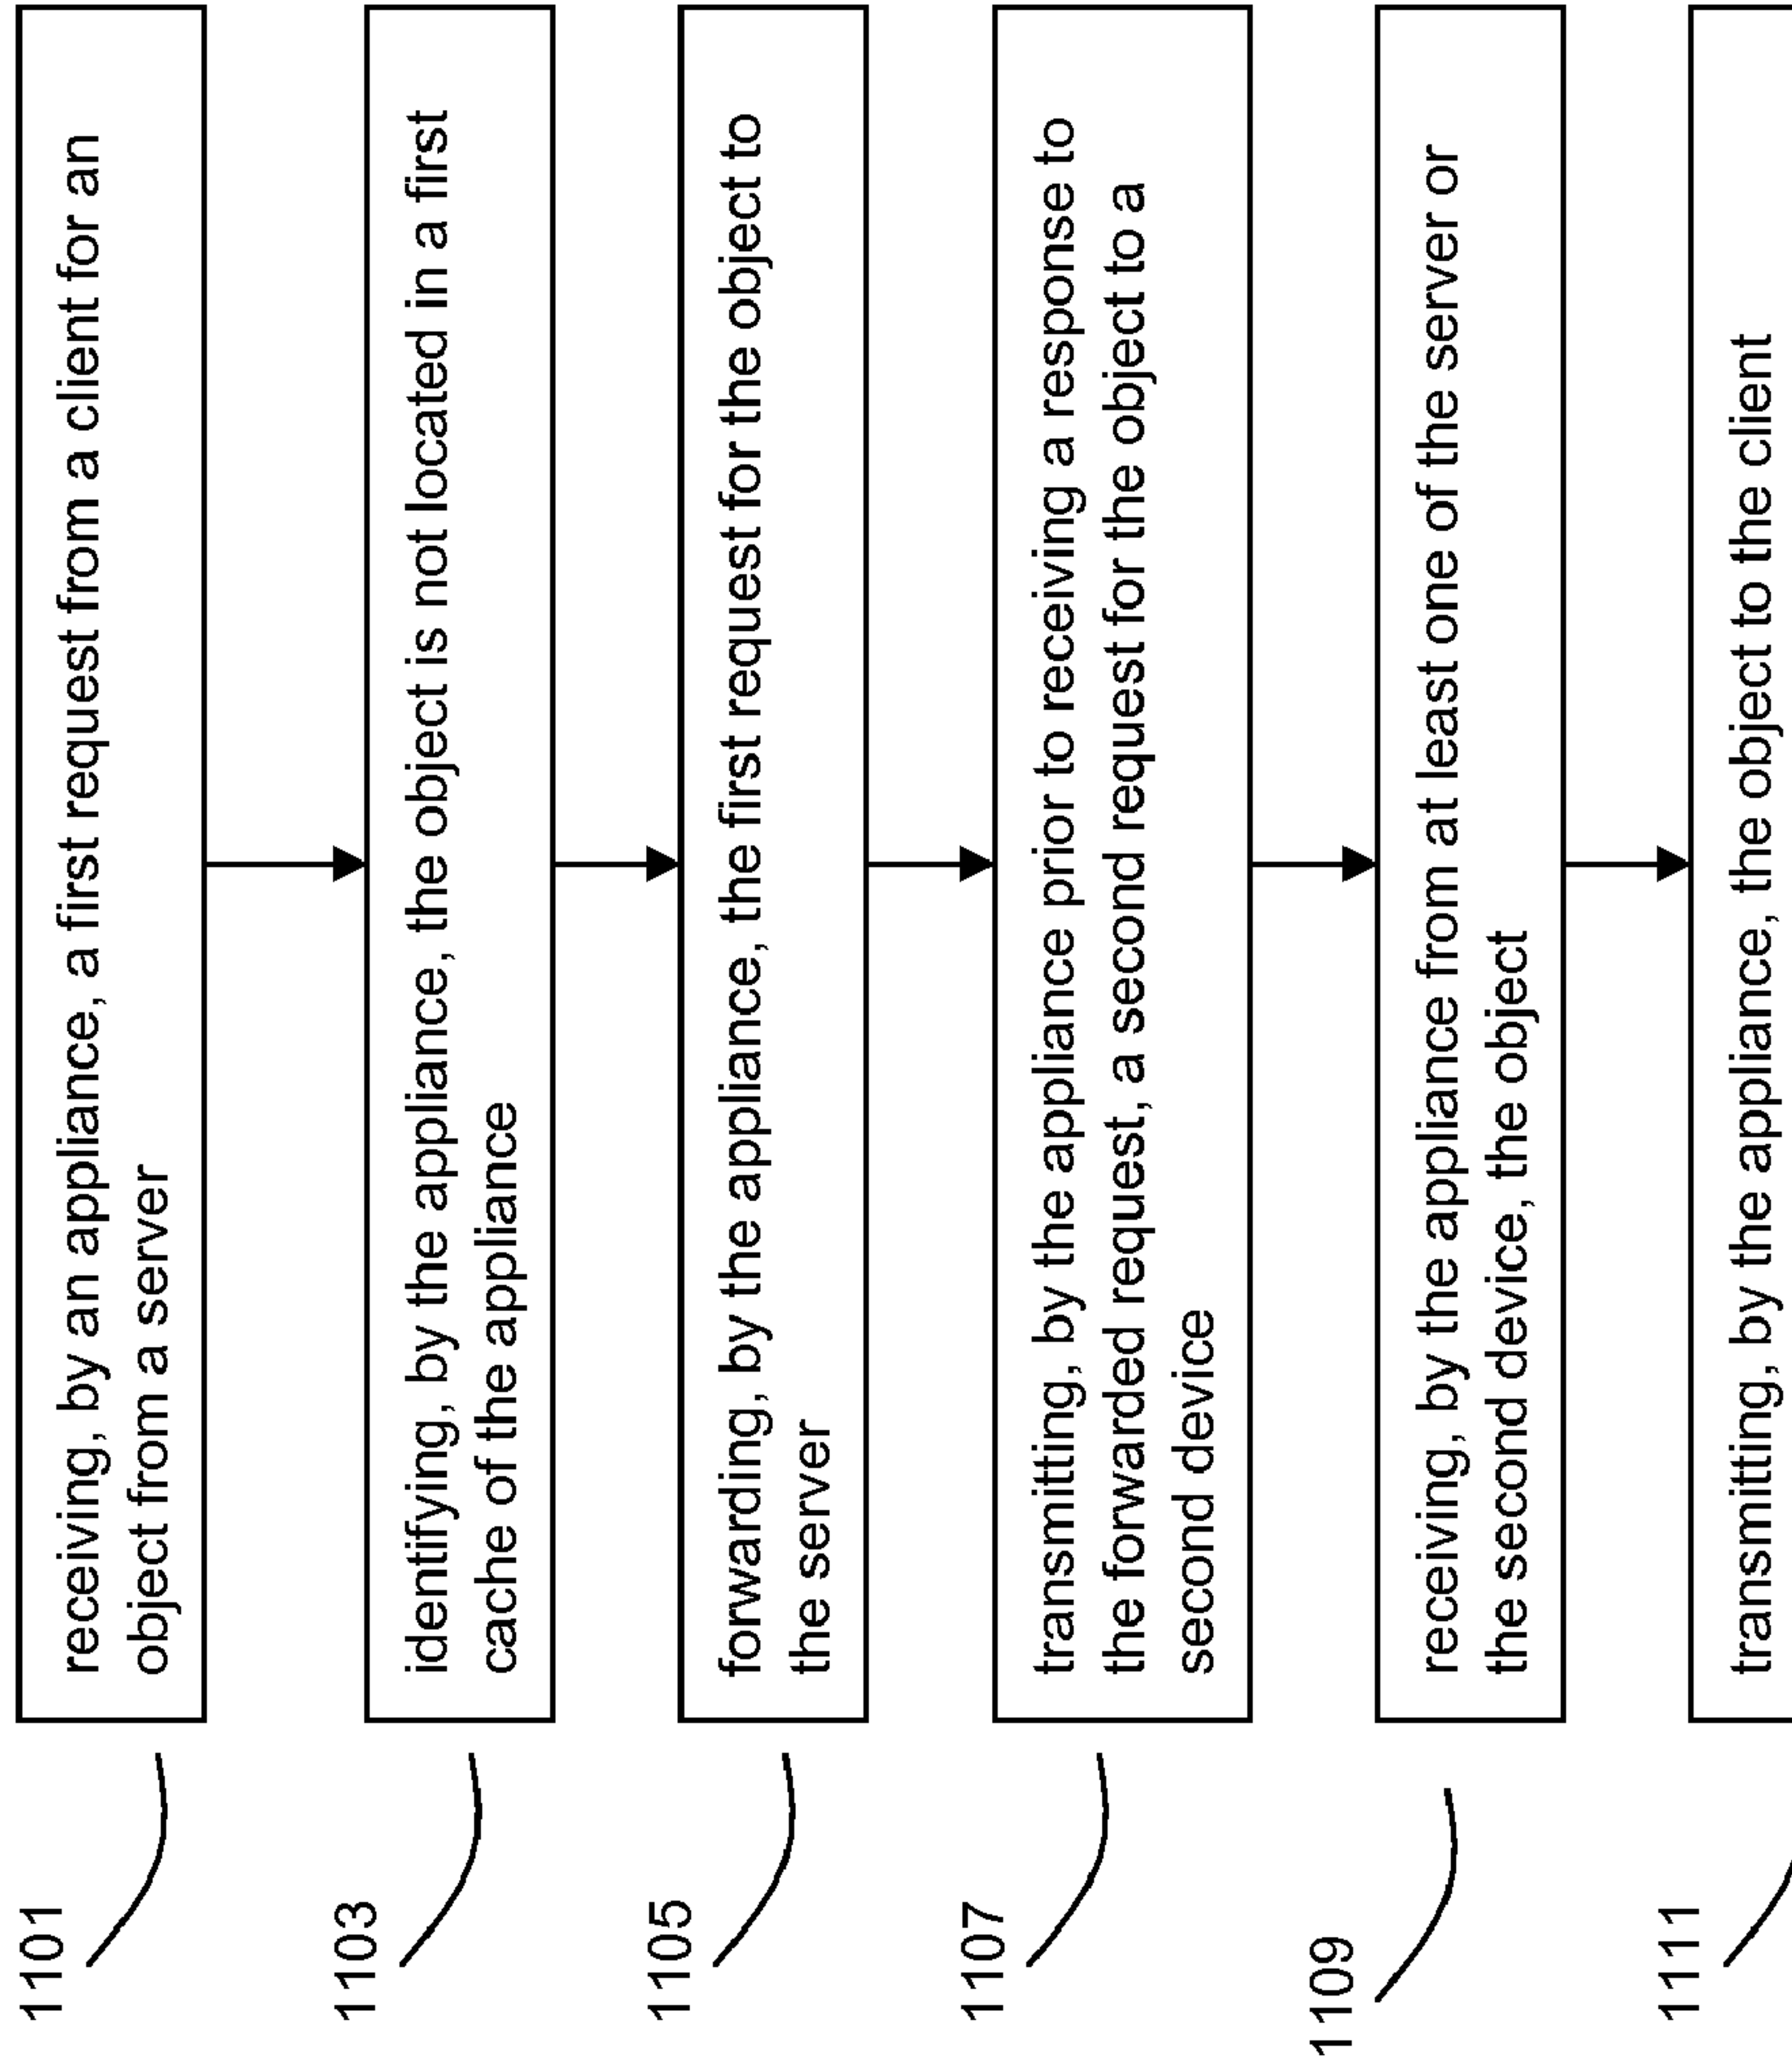 1101
receiving, by an appliance, a first request from a client for an
object from a server
1103
identifying, by the appliance, the object is not located in a first
cache of the appliance
1105
forwarding, by the appliance, the first request for the object to
the server
1107
transmitting, by the appliance prior to receiving a response to
the forwarded request, a second request for the object to a
second device
1109
receiving, by the appliance from at least one of the server or
the second device, the object
1111
transmitting, by the appliance, the object to the client